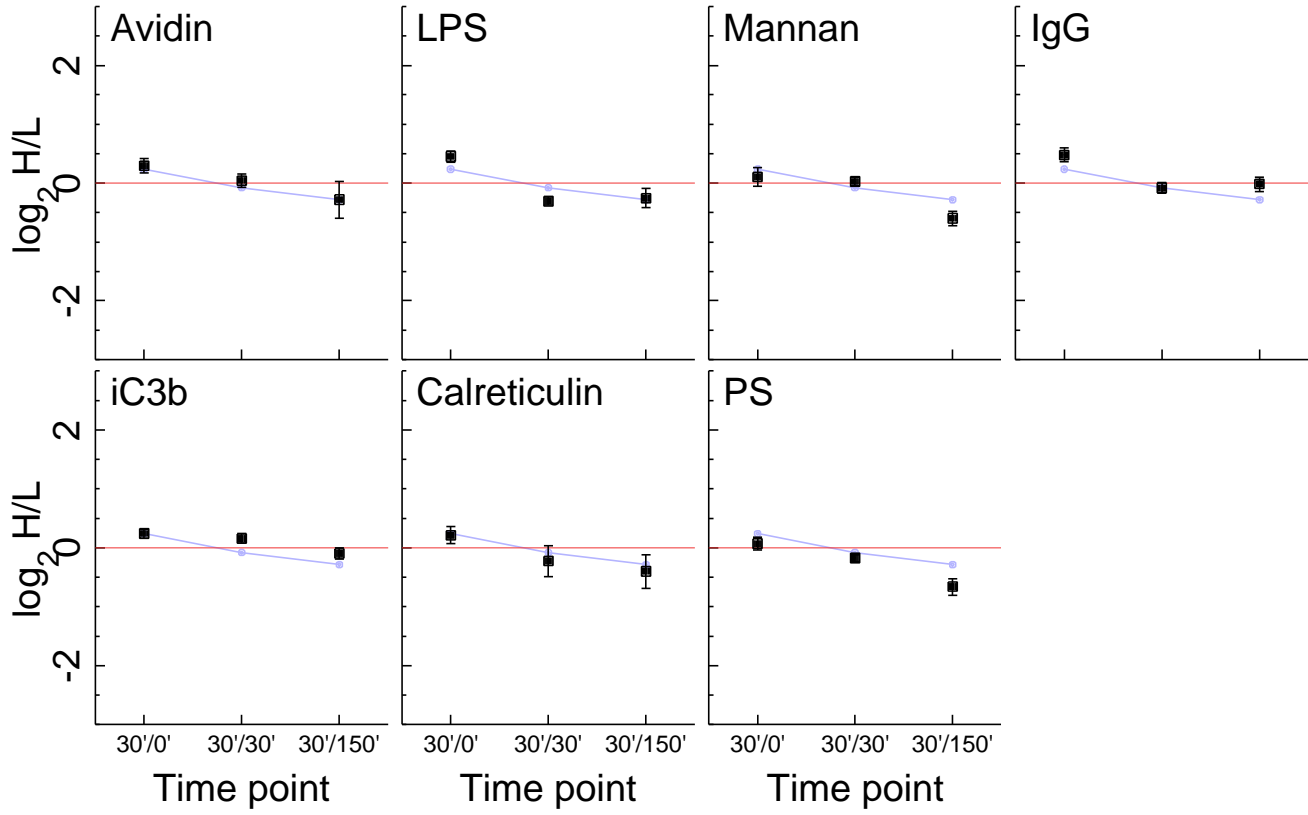 Avidin LPS Mannan IgG
2
0
-2
log₂ H/L
iC3b Calreticulin PS
2
0
-2
log₂ H/L
30'/0' 30'/30' 30'/150' 30'/0' 30'/30' 30'/150' 30'/0' 30'/30' 30'/150'
Time point Time point Time point